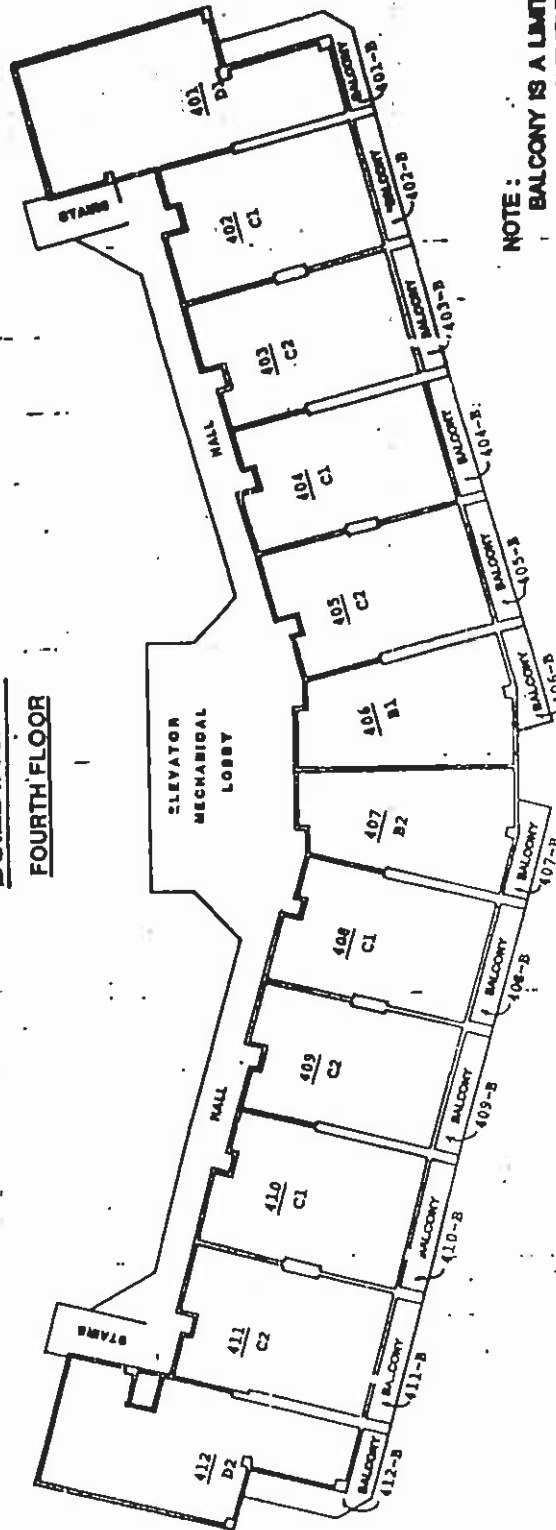 FOURTH FLOOR
ELEVATOR
MECHANICAL
LOBBY
STAIRS
HALL
HALL
STAIRS
412
D2
411
C2
410
C1
409
C2
408
C1
407
B2
406
B1
405
C2
404
C1
403
C2
402
C1
401
BALCONY
412-B
BALCONY
411-B
BALCONY
410-B
BALCONY
409-B
BALCONY
408-B
BALCONY
407-B
BALCONY
406-B
BALCONY
405-B
BALCONY
404-B
BALCONY
403-B
BALCONY
402-B
BALCONY
401-B
NOTE:
BALCONY IS A LIMIT